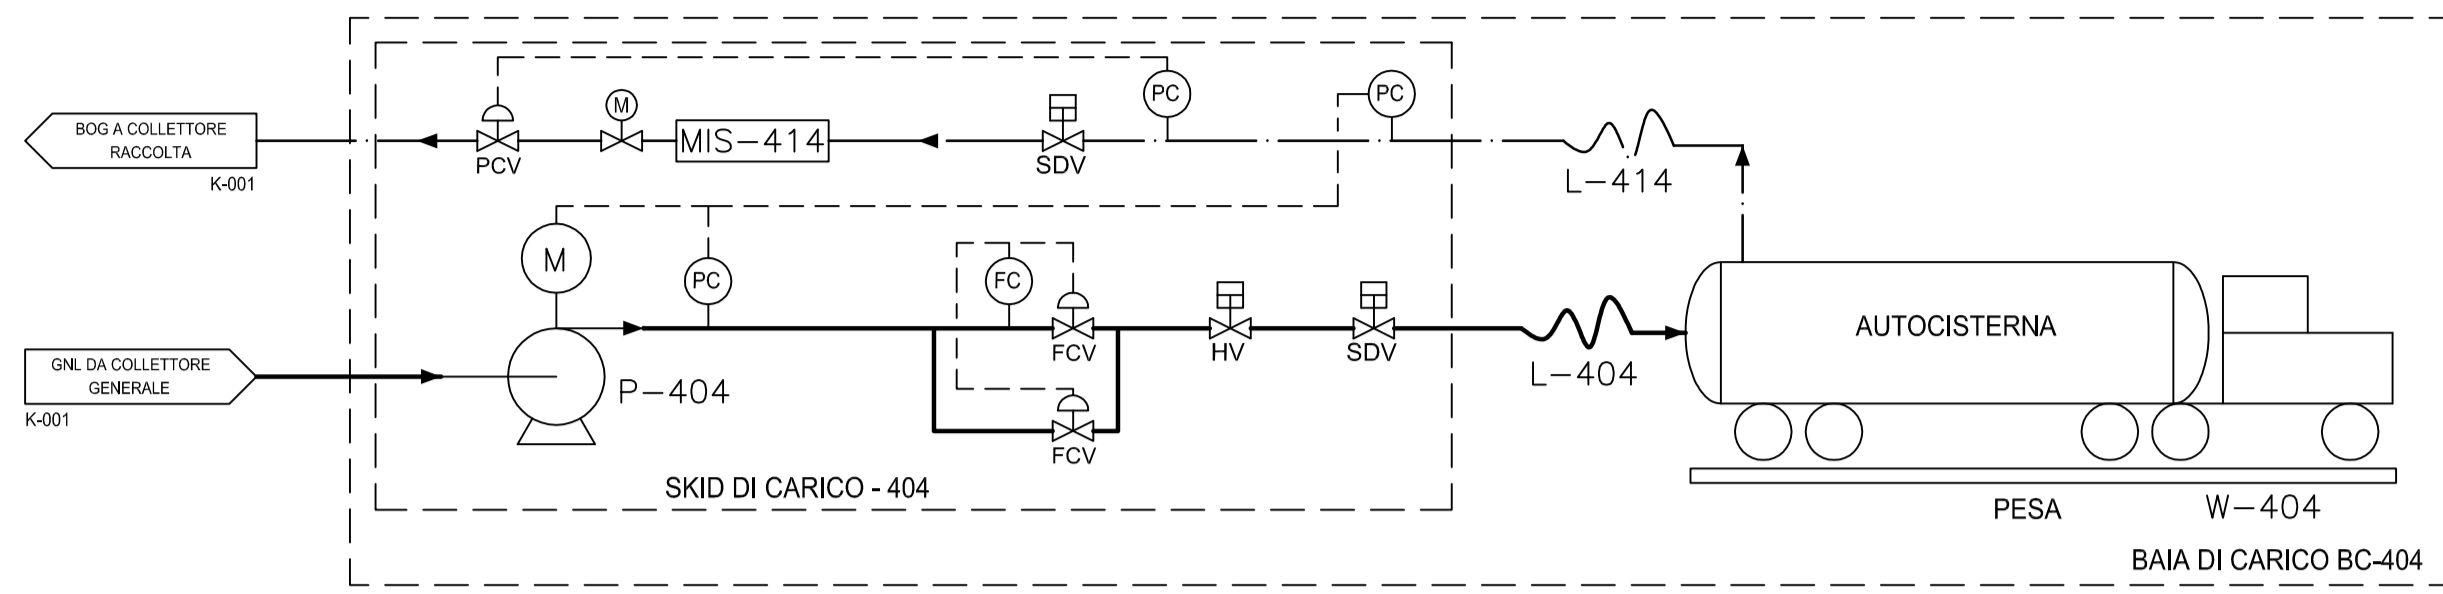 BOG A COLLETTORE
RACCOLTA
K-001
PCV
M
MIS-414
SDV
PC
PC
L-414
M
PC
FC
FCV
HV
SDV
L-404
AUTOCISTERNA
GNL DA COLLETTORE
GENERALE
K-001
P-404
FCV
SKID DI CARICO - 404
PESA
W-404
BAIA DI CARICO BC-404